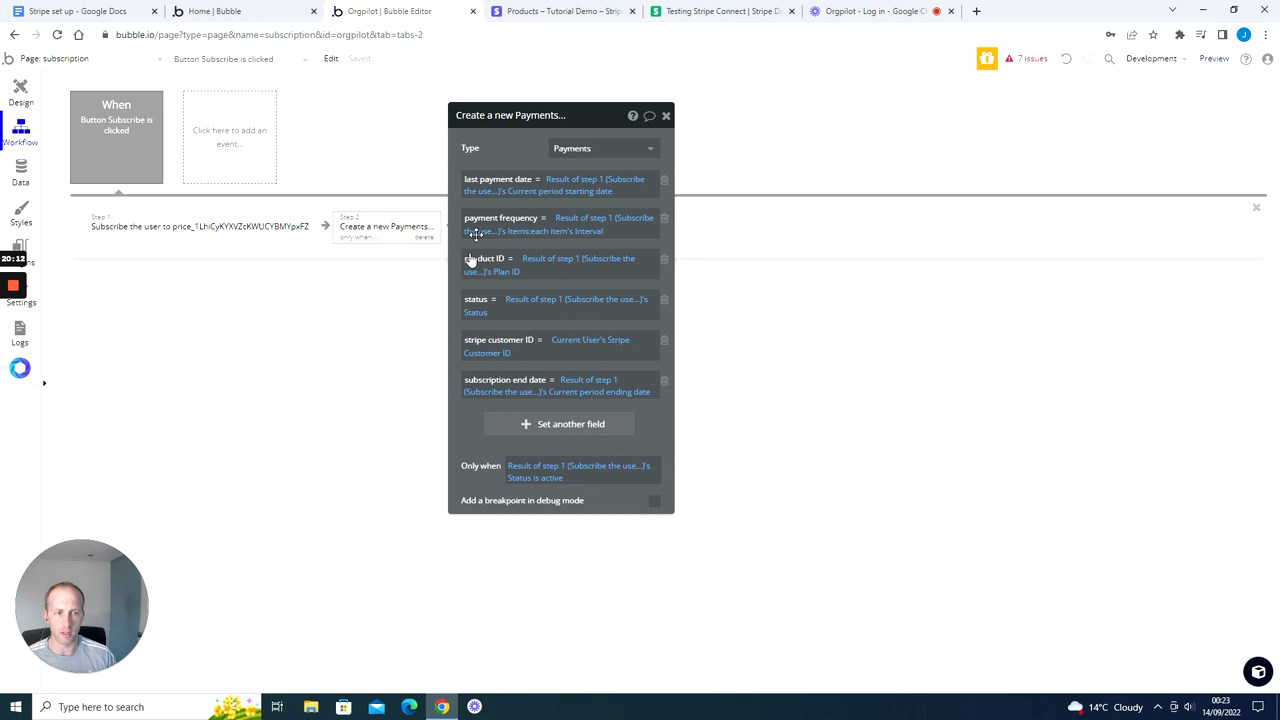 Stripe set up - Google Docs
Home | Bubble
Orgpilot | Bubble Editor
Products – Tutorial Demo – Strip
Testing Stripe Connect | Stripe D
Orgpilot - Log in - Google C
bubble.io/page?type=page&name=subscription&id=orgpilot&tab=tabs-2
J
Page: subscription
Button Subscribe is clicked
Edit
Saved
7 issues
Development
Preview
Design
Workflow
Data
Styles
Settings
Logs
20:12
When
Button Subscribe is
clicked
Click here to add an
event...
Step 1
Subscribe the user to price_1LhiCyKYXVZcKWUCYBMYpxFZ
Step 2
Create a new Payments...
only when...
delete
Create a new Payments...
Type
Payments
last payment date = Result of step 1 (Subscribe
the use...)'s Current period starting date
payment frequency = Result of step 1 (Subscribe
the use...)'s Items:each item's Interval
product ID = Result of step 1 (Subscribe the
use...)'s Plan ID
status = Result of step 1 (Subscribe the use...)'s
Status
stripe customer ID = Current User's Stripe
Customer ID
subscription end date = Result of step 1
(Subscribe the use...)'s Current period ending date
Set another field
Only when
Result of step 1 (Subscribe the use...)'s
Status is active
Add a breakpoint in debug mode
Type here to search
14°C Cloudy
00:23
14/09/2022